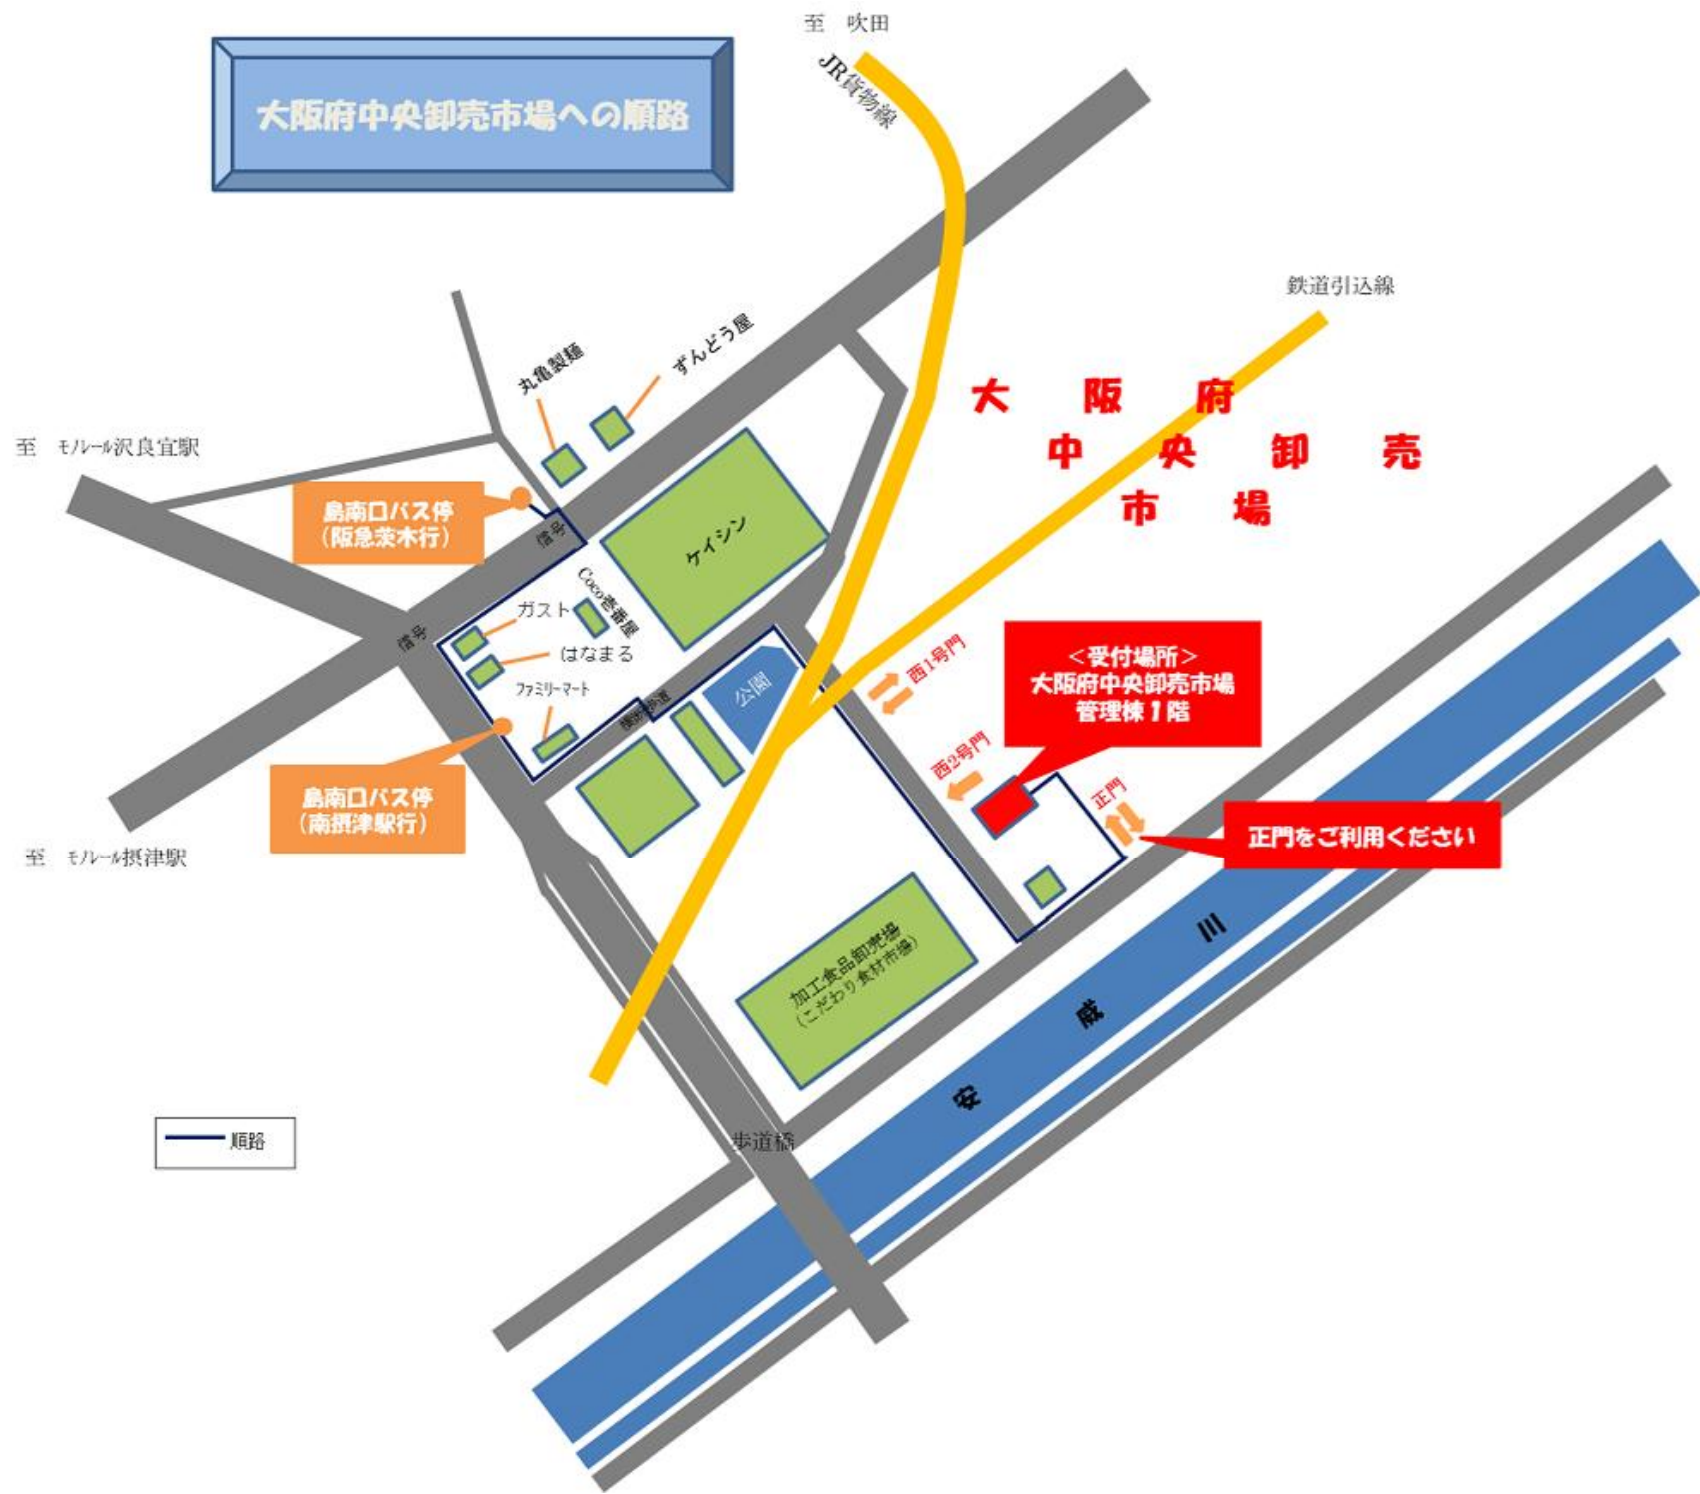 至　吹田
JR貨物線
大阪府中央卸売市場への順路
鉄道引込線
ずんどう屋
丸亀製麺
大　阪　府
中　央　卸　売
市　場
至　ﾓﾉﾚｰﾙ沢良宜駅
島南口バス停
(阪急茨木行)
信号
ケイシン
Coco壱番屋
ガスト
信号
はなまる
ファミリーマート
公園
横断歩道
西1号門
＜受付場所＞
大阪府中央卸売市場
管理棟１階
西2号門
正門
島南口バス停
(南摂津駅行)
正門をご利用ください
至　ﾓﾉﾚｰﾙ摂津駅
加工食品卸売場
(こだわり食材市場)
安　威　川
順路
歩道橋